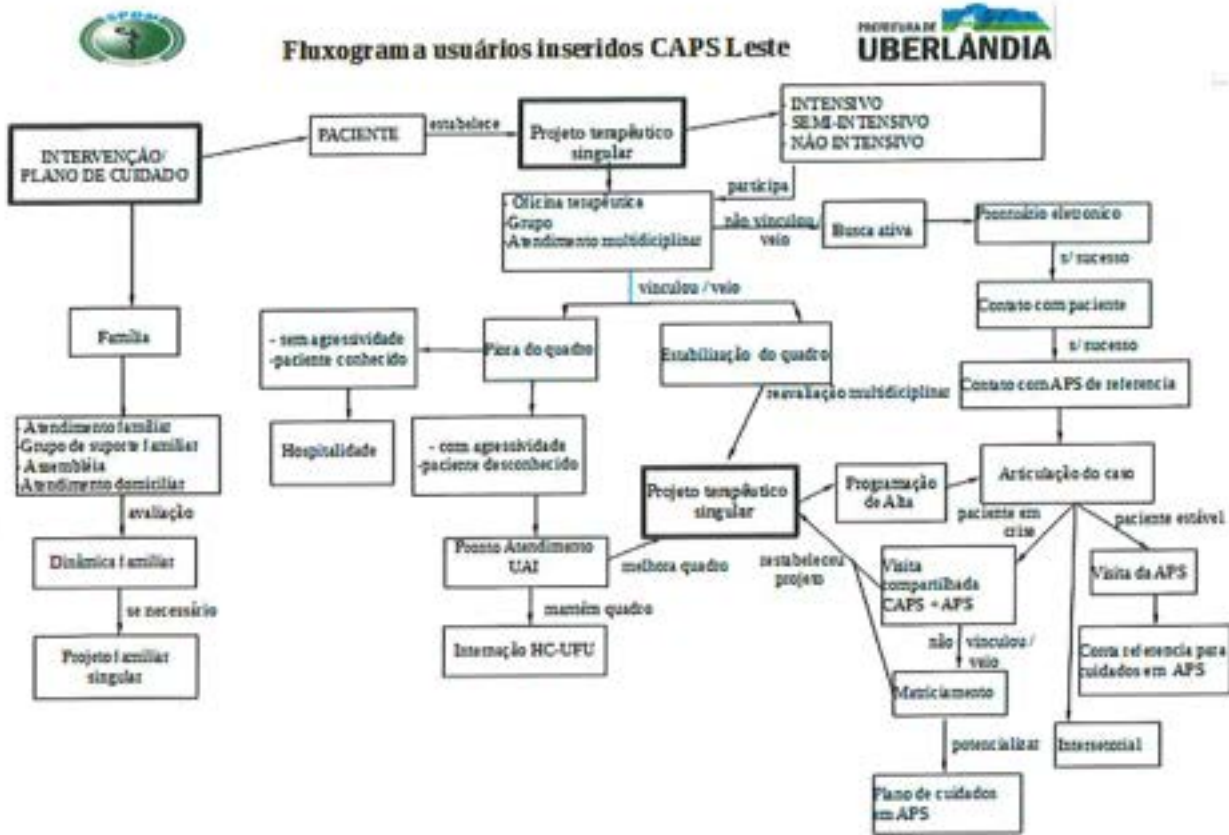 SPDM
PREFEITURA DE
UBERLÂNDIA
Fluxograma usuários inseridos CAPS Leste
INTERVENÇÃO/
PLANO DE CUIDADO
PACIENTE
estabelece
Projeto terapêutico
singular
- INTENSIVO
- SEMI-INTENSIVO
- NÃO INTENSIVO
participa
- Oficina terapêutica
-Grupo
-Atendimento multidiciplinar
não vinculou/
veio
Busca ativa
Prontuário eletronico
s/ sucesso
Contato com paciente
s/ sucesso
Contato com APS de referencia
vinculou / veio
Família
- sem agressividade
-paciente conhecido
Piora do quadro
Estabilização do quadro
reavaliação multidiciplinar
-Atendimento familiar
-Grupo de suporte familiar
-Assembléia
-Atendimento domiciliar
Hospitalidade
- com agressividade
-paciente desconhecido
Projeto terapêutico
singular
Programação
de Alta
Articulação do caso
avaliação
paciente em
crise
paciente estável
Dinâmica familiar
Pronto Atendimento
UAI
melhora quadro
restabeleceu
projeto
Visita
compartilhada
CAPS + APS
Visita da APS
se necessário
mantém quadro
Projeto familiar
singular
Internação HC-UFU
não vinculou /
veio
Conta referencia para
cuidados em APS
Matriciamento
potencializar
Intersetorial
Plano de cuidados
em APS